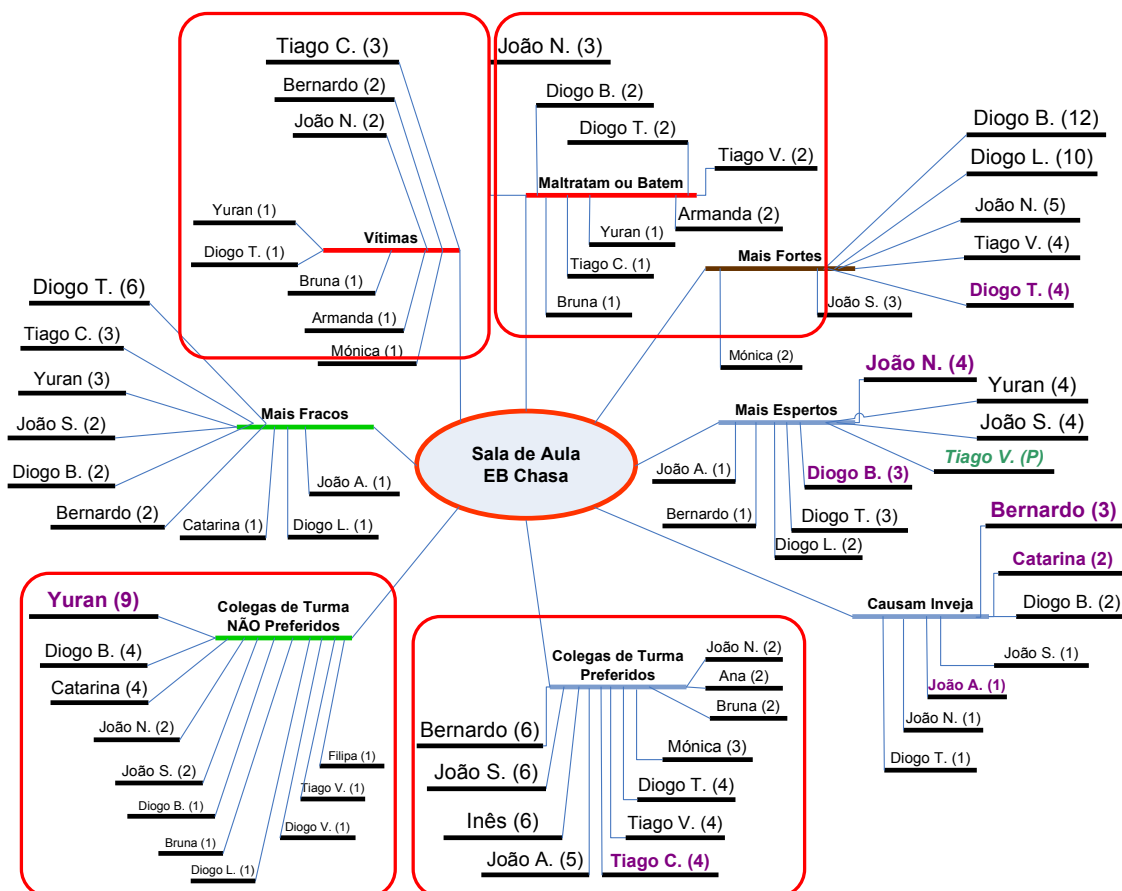 Tiago C. (3)
Bernardo (2)
João N. (2)
Yuran (1)
Diogo T. (1)
Vítimas
Bruna (1)
Armanda (1)
Mónica (1)
João N. (3)
Diogo B. (2)
Diogo T. (2)
Tiago V. (2)
Maltratam ou Batem
Armanda (2)
Yuran (1)
Tiago C. (1)
Bruna (1)
Diogo B. (12)
Diogo L. (10)
João N. (5)
Tiago V. (4)
Diogo T. (4)
Mais Fortes
João S. (3)
Mónica (2)
Diogo T. (6)
Tiago C. (3)
Yuran (3)
João S. (2)
Diogo B. (2)
Bernardo (2)
Mais Fracos
João A. (1)
Catarina (1)
Diogo L. (1)
Sala de Aula
EB Chasa
João N. (4)
Yuran (4)
João S. (4)
Tiago V. (P)
Mais Espertos
João A. (1)
Diogo B. (3)
Bernardo (1)
Diogo T. (3)
Diogo L. (2)
Bernardo (3)
Catarina (2)
Diogo B. (2)
Causam Inveja
João S. (1)
João A. (1)
João N. (1)
Diogo T. (1)
Yuran (9)
Diogo B. (4)
Catarina (4)
Colegas de Turma
NÃO Preferidos
João N. (2)
João S. (2)
Diogo B. (1)
Bruna (1)
Diogo L. (1)
Filipa (1)
Tiago V. (1)
Diogo V. (1)
Colegas de Turma
Preferidos
João N. (2)
Ana (2)
Bruna (2)
Bernardo (6)
João S. (6)
Inês (6)
João A. (5)
Mónica (3)
Diogo T. (4)
Tiago V. (4)
Tiago C. (4)